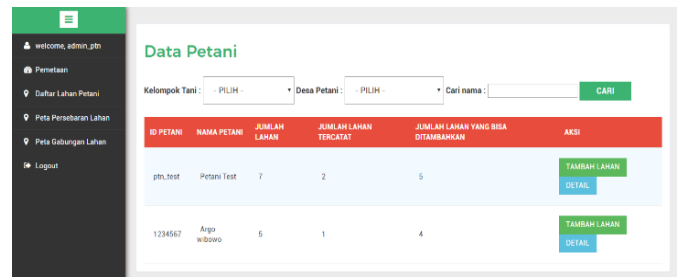 welcome, admin_ptn
Pemetaan
Daftar Lahan Petani
Peta Persebaran Lahan
Peta Gabungan Lahan
Logout
Data Petani
Kelompok Tani : - PILIH - Desa Petani : - PILIH - Cari nama : CARI
ID PETANI NAMA PETANI JUMLAH LAHAN JUMLAH LAHAN TERCATAT JUMLAH LAHAN YANG BISA DITAMBAHKAN AKSI
ptn_test Petani Test 7 2 5 TAMBAH LAHAN
DETAIL
1234567 Argo wibowo 5 1 4 TAMBAH LAHAN
DETAIL